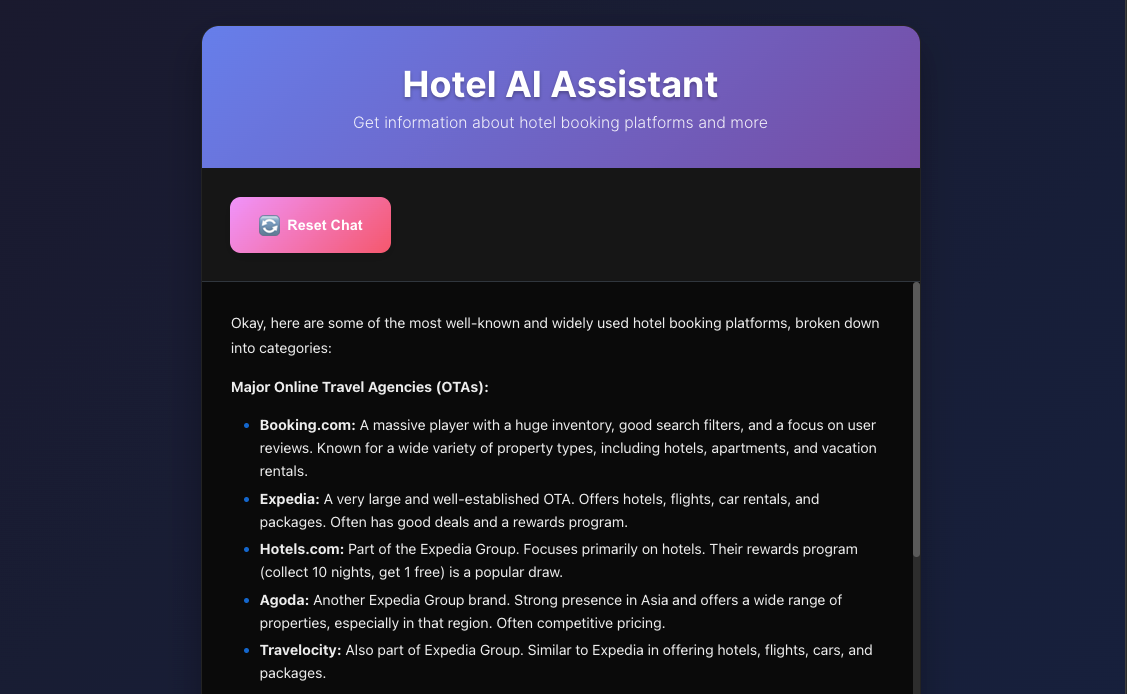 Hotel AI Assistant
Get information about hotel booking platforms and more
Reset Chat
Okay, here are some of the most well-known and widely used hotel booking platforms, broken down
into categories:
Major Online Travel Agencies (OTAs):
• Booking.com: A massive player with a huge inventory, good search filters, and a focus on user
reviews. Known for a wide variety of property types, including hotels, apartments, and vacation
rentals.
• Expedia: A very large and well-established OTA. Offers hotels, flights, car rentals, and
packages. Often has good deals and a rewards program.
• Hotels.com: Part of the Expedia Group. Focuses primarily on hotels. Their rewards program
(collect 10 nights, get 1 free) is a popular draw.
• Agoda: Another Expedia Group brand. Strong presence in Asia and offers a wide range of
properties, especially in that region. Often competitive pricing.
• Travelocity: Also part of Expedia Group. Similar to Expedia in offering hotels, flights, cars, and
packages.